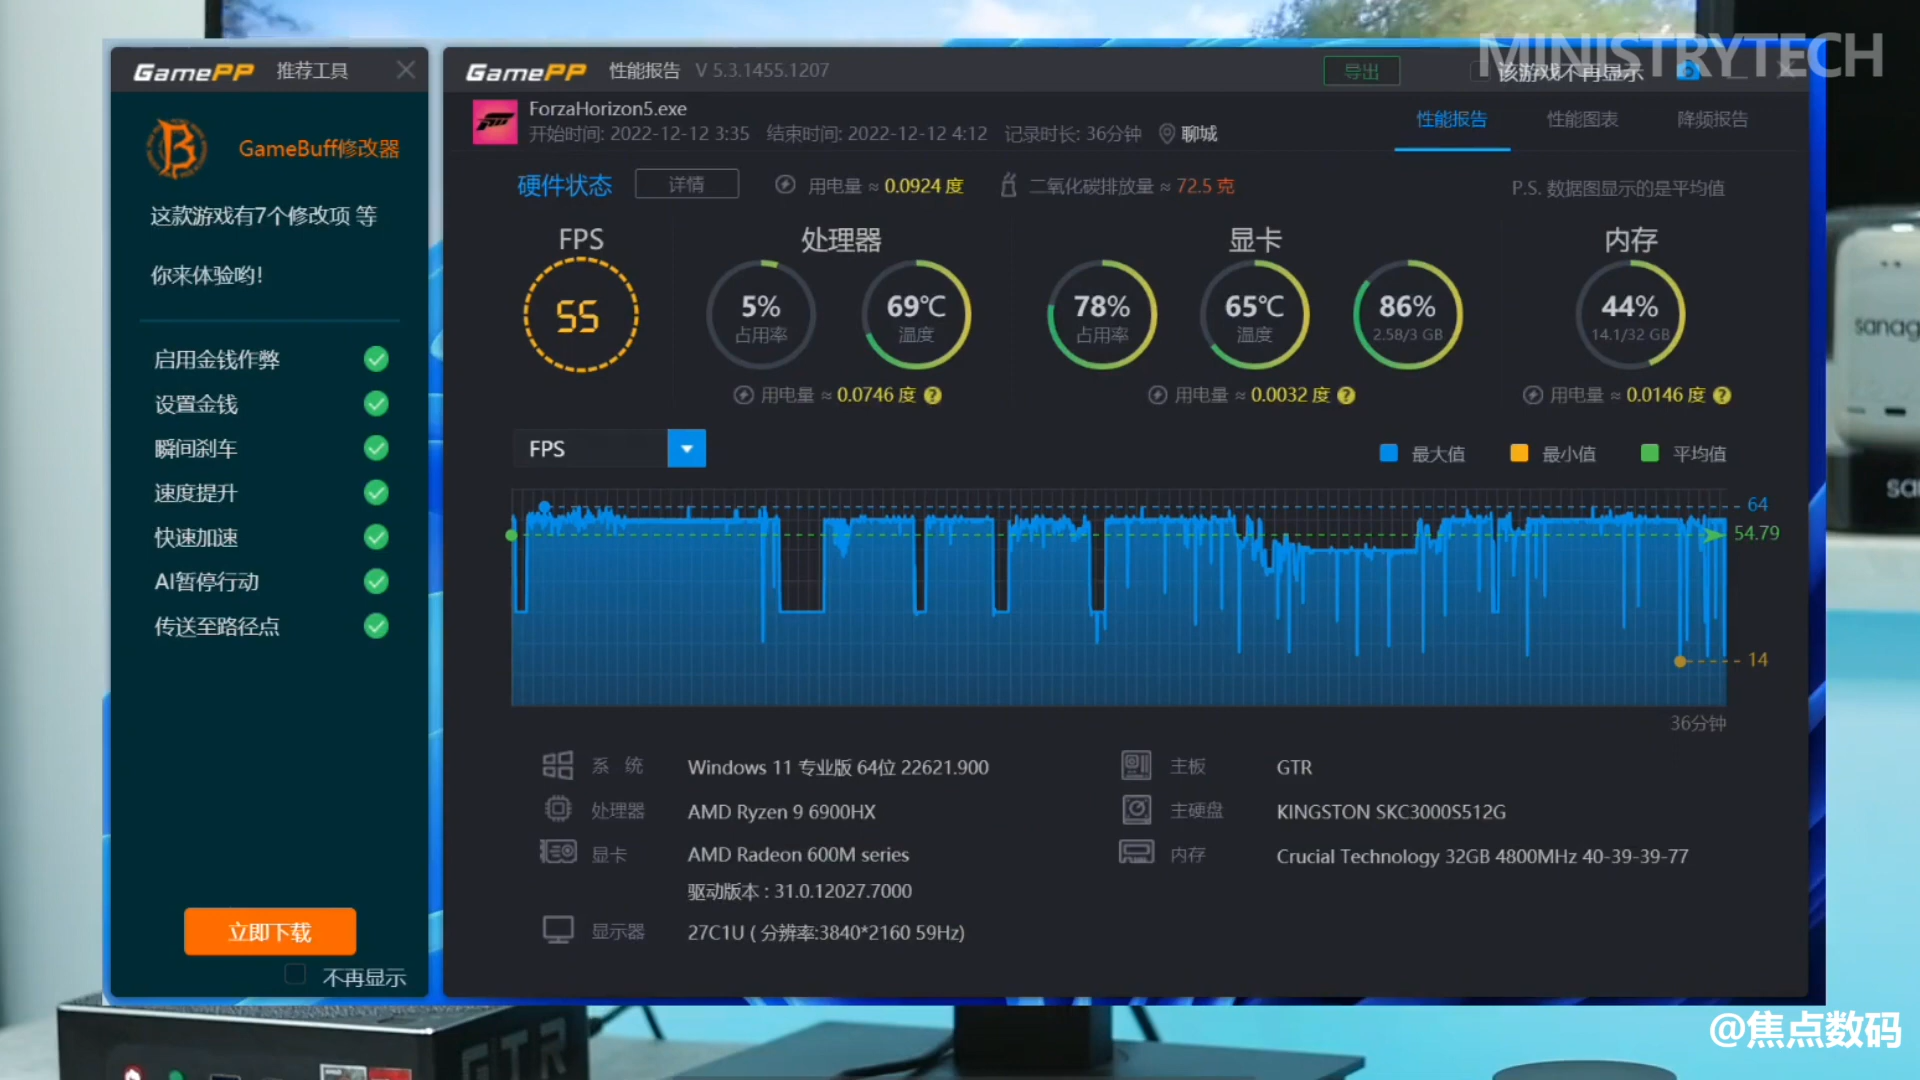 MINISTRYTECH
GamePP 推荐工具
GameBuff修改器
这款游戏有7个修改项 等
你来体验哟!
启用金钱作弊
设置金钱
瞬间刹车
速度提升
快速加速
AI暂停行动
传送至路径点
立即下载
不再显示
GamePP 性能报告 V 5.3.1455.1207
导出 该游戏不再显示
ForzaHorizon5.exe
开始时间: 2022-12-12 3:35 结束时间: 2022-12-12 4:12 记录时长: 36分钟 聊城
性能报告 性能图表 降频报告
硬件状态 详情 用电量 ≈ 0.0924 度 二氧化碳排放量 ≈ 72.5 克 P.S. 数据图显示的是平均值
FPS 处理器 显卡 内存
55 5% 69℃ 78% 65℃ 86% 44%
占用率 温度 占用率 温度 2.58/3 GB 14.1/32 GB
用电量 ≈ 0.0746 度 ? 用电量 ≈ 0.0032 度 ? 用电量 ≈ 0.0146 度 ?
FPS 最大值 最小值 平均值
64
54.79
14
36分钟
系 统 Windows 11 专业版 64位 22621.900 主板 GTR
处理器 AMD Ryzen 9 6900HX 主硬盘 KINGSTON SKC3000S512G
显卡 AMD Radeon 600M series 内存 Crucial Technology 32GB 4800MHz 40-39-39-77
驱动版本 : 31.0.12027.7000
显示器 27C1U ( 分辨率:3840*2160 59Hz)
GTR
@焦点数码